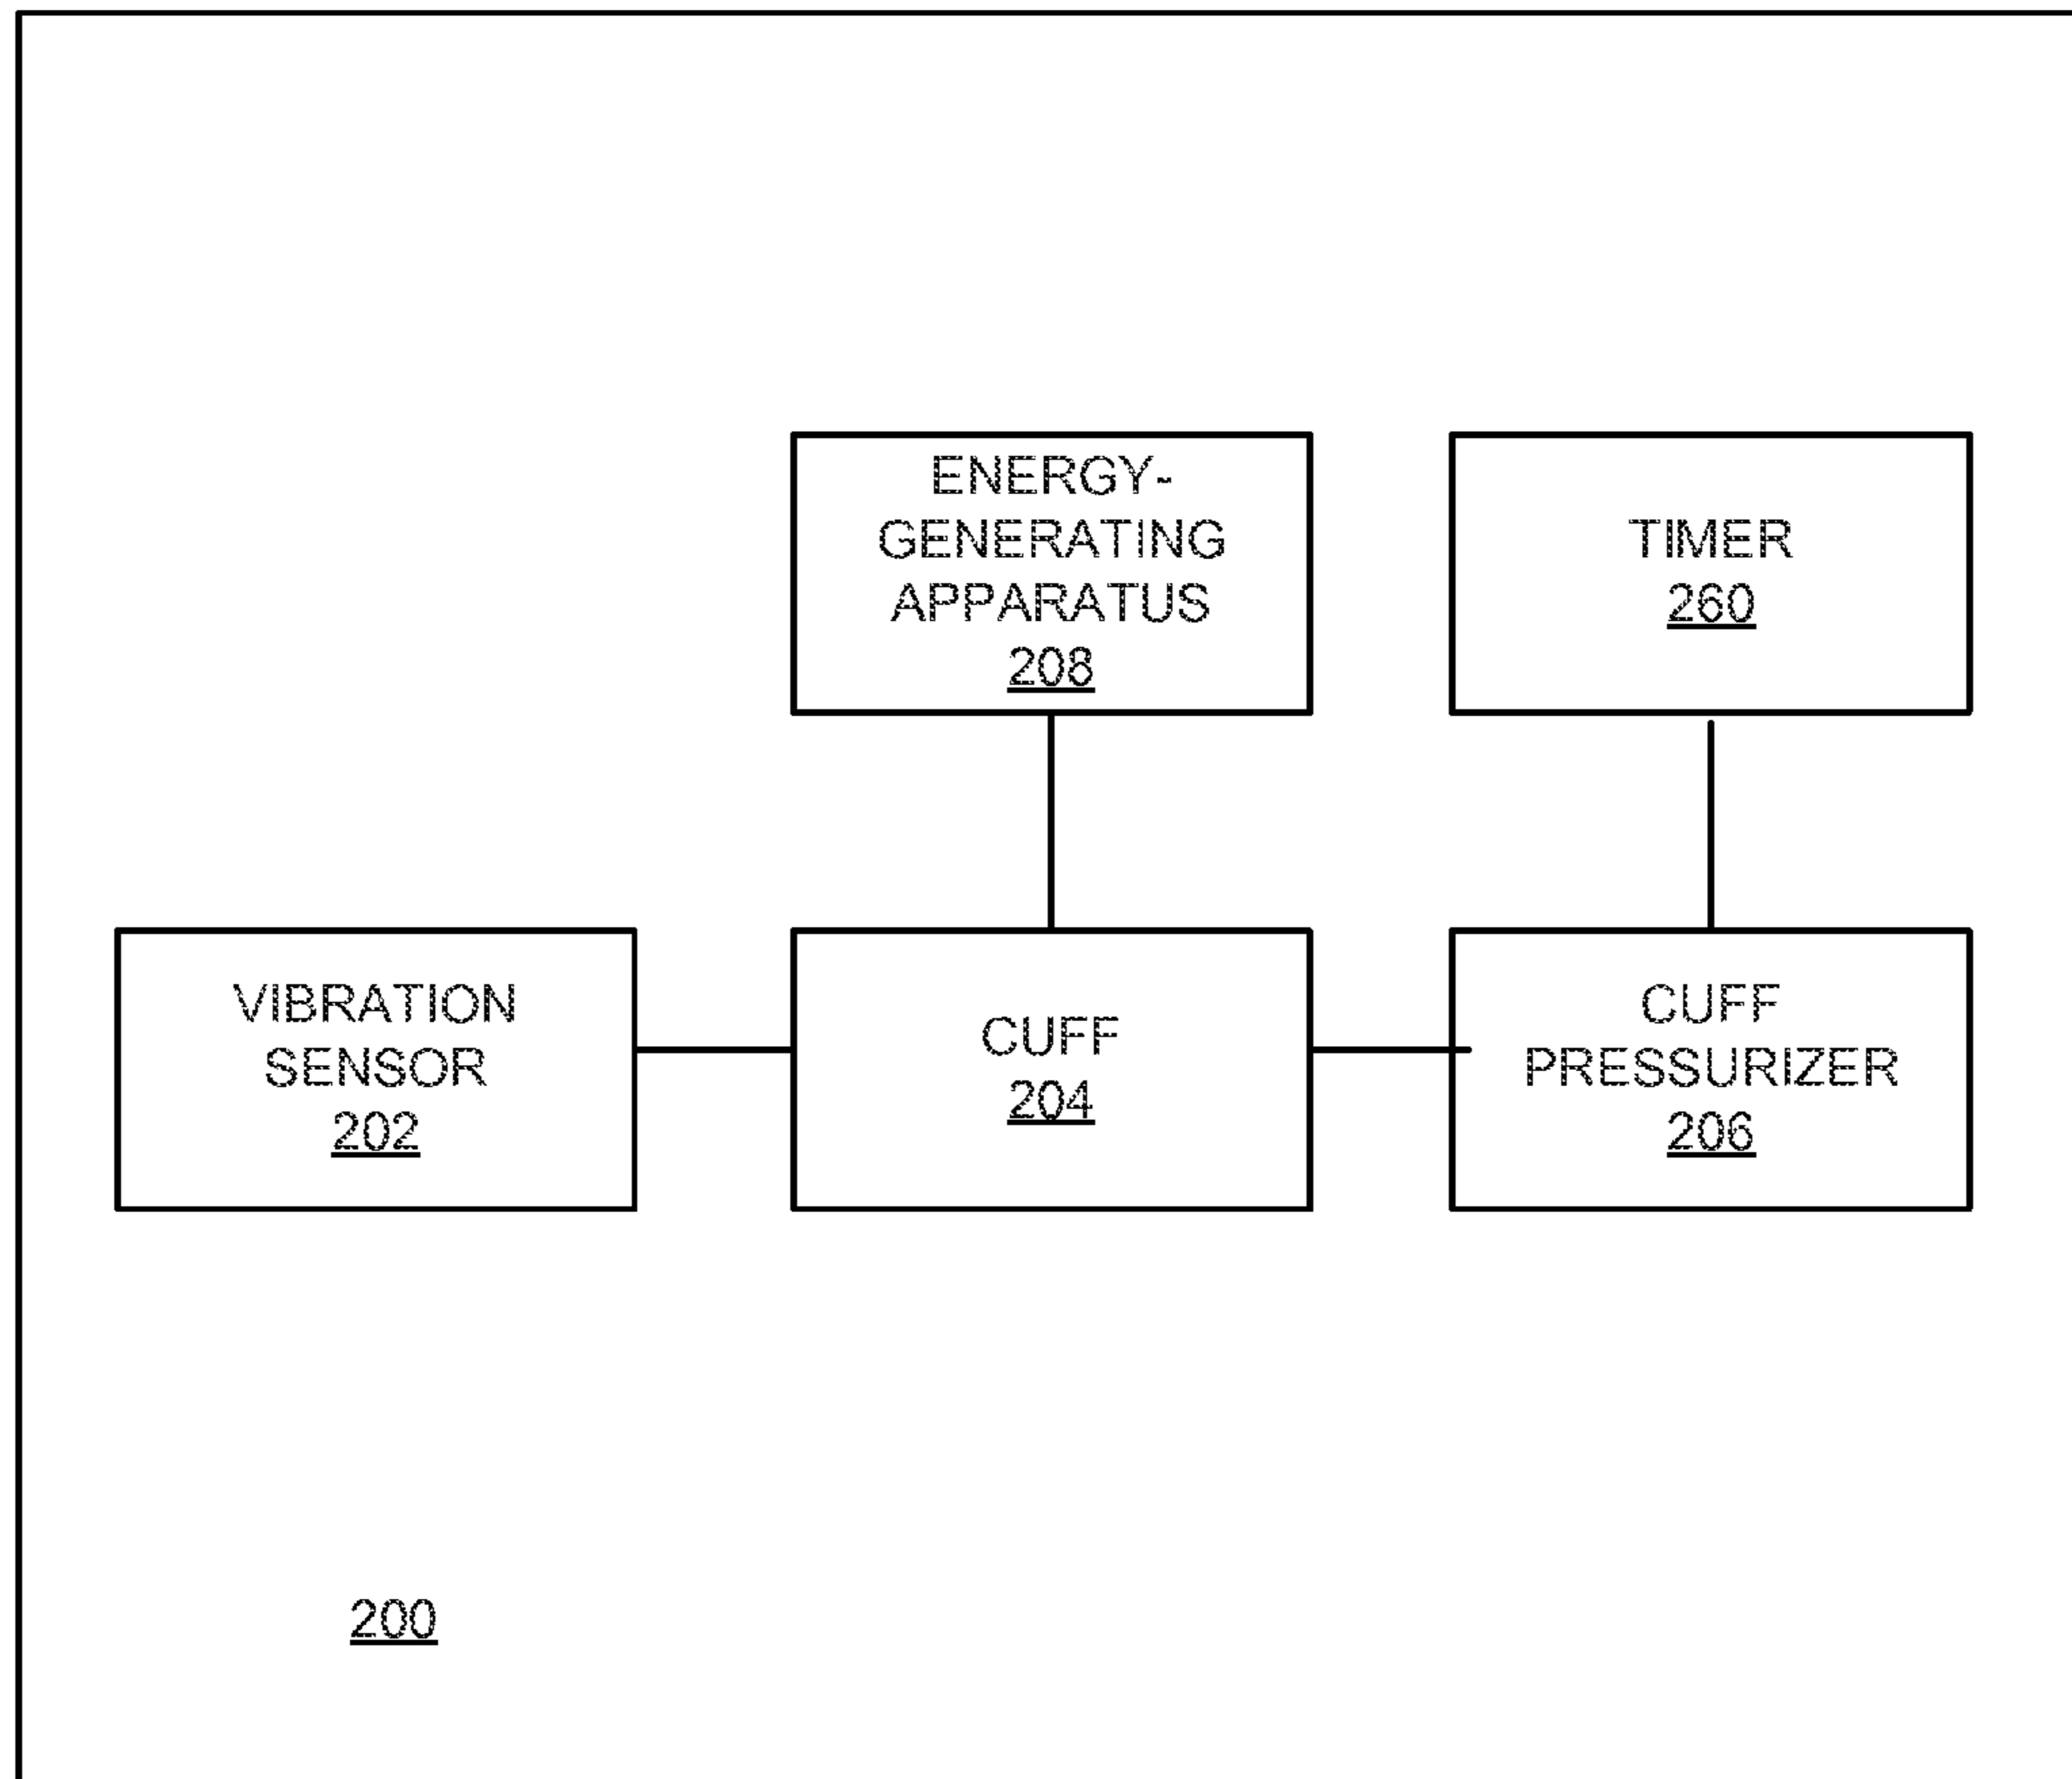 ENERGY-
GENERATING
APPARATUS
208
TIMER
260
VIBRATION
SENSOR
202
CUFF
204
CUFF
PRESSURIZER
206
200